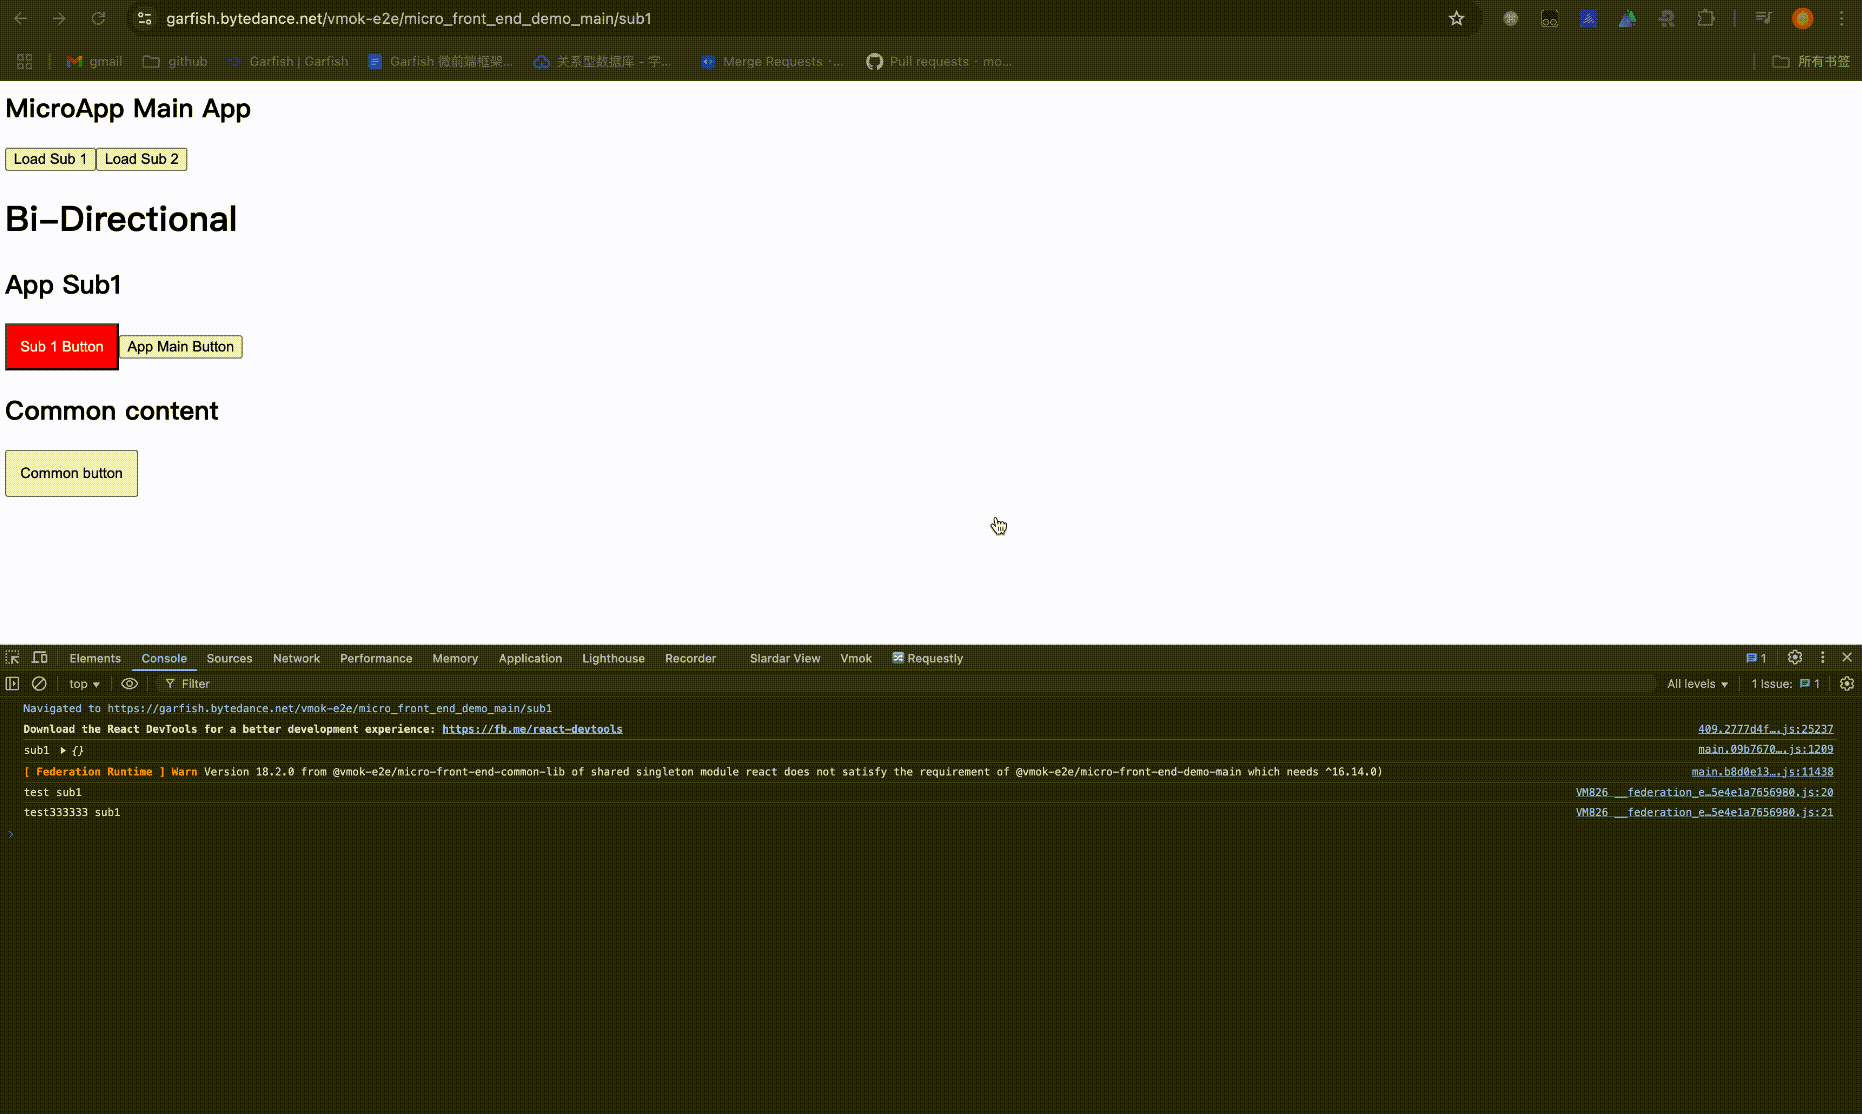 garfish.bytedance.net/vmok-e2e/micro_front_end_demo_main/sub1
gmail github Garfish | Garfish Garfish 微前端框架... 关系型数据库 - 字... Merge Requests · ... Pull requests · mo... 所有书签
MicroApp Main App
Load Sub 1 Load Sub 2
Bi-Directional
App Sub1
Sub 1 Button App Main Button
Common content
Common button
Elements Console Sources Network Performance Memory Application Lighthouse Recorder Slardar View Vmok Requestly 1
top Filter All levels 1 Issue: 1
Navigated to https://garfish.bytedance.net/vmok-e2e/micro_front_end_demo_main/sub1
Download the React DevTools for a better development experience: https://fb.me/react-devtools 409.2777d4f….js:25237
sub1 ▶ {} main.09b7670….js:1209
[ Federation Runtime ] Warn Version 18.2.0 from @vmok-e2e/micro-front-end-common-lib of shared singleton module react does not satisfy the requirement of @vmok-e2e/micro-front-end-demo-main which needs ^16.14.0) main.b8d0e13….js:11438
test sub1 VM826 __federation_e…5e4e1a7656980.js:20
test333333 sub1 VM826 __federation_e…5e4e1a7656980.js:21